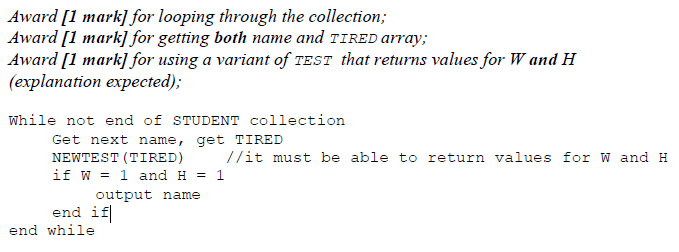 Award [1 mark] for looping through the collection;
Award [1 mark] for getting both name and TIRED array;
Award [1 mark] for using a variant of TEST that returns values for W and H
(explanation expected);
While not end of STUDENT collection
Get next name, get TIRED
NEWTEST(TIRED) //it must be able to return values for W and H
if W = 1 and H = 1
output name
end if
end while